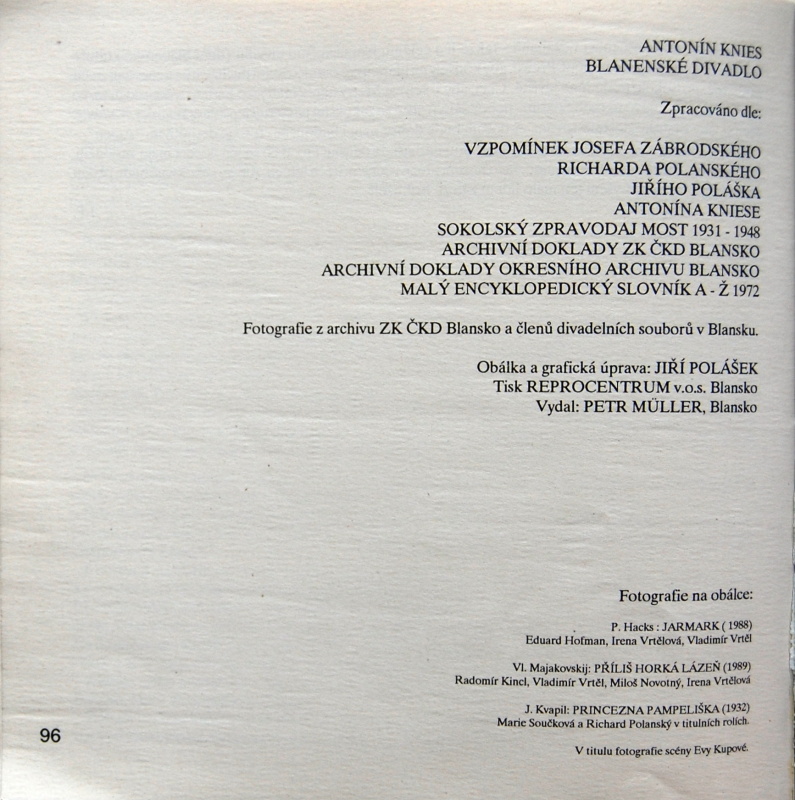 ANTONÍN KNIES
BLANENSKÉ DIVADLO
Zpracováno dle:
VZPOMÍNEK JOSEFA ZÁBRODSKÉHO
RICHARDA POLANSKÉHO
JIŘÍHO POLÁŠKA
ANTONÍNA KNIESE
SOKOLSKÝ ZPRAVODAJ MOST 1931 - 1948
ARCHIVNÍ DOKLADY ZK ČKD BLANSKO
ARCHIVNÍ DOKLADY OKRESNÍHO ARCHIVU BLANSKO
MALÝ ENCYKLOPEDICKÝ SLOVNÍK A - Ž 1972
Fotografie z archivu ZK ČKD Blansko a členů divadelních souborů v Blansku.
Obálka a grafická úprava: JIŘÍ POLÁŠEK
Tisk REPROCENTRUM v.o.s. Blansko
Vydal: PETR MÜLLER, Blansko
Fotografie na obálce:
P. Hacks : JARMARK ( 1988)
Eduard Hofman, Irena Vrtělová, Vladimír Vrtěl
Vl. Majakovskij: PŘÍLIŠ HORKÁ LÁZEŇ (1989)
Radomír Kincl, Vladimír Vrtěl, Miloš Novotný, Irena Vrtělová
J. Kvapil: PRINCEZNA PAMPELIŠKA (1932)
Marie Součková a Richard Polanský v titulních rolích.
V titulu fotografie scény Evy Kupové.
96